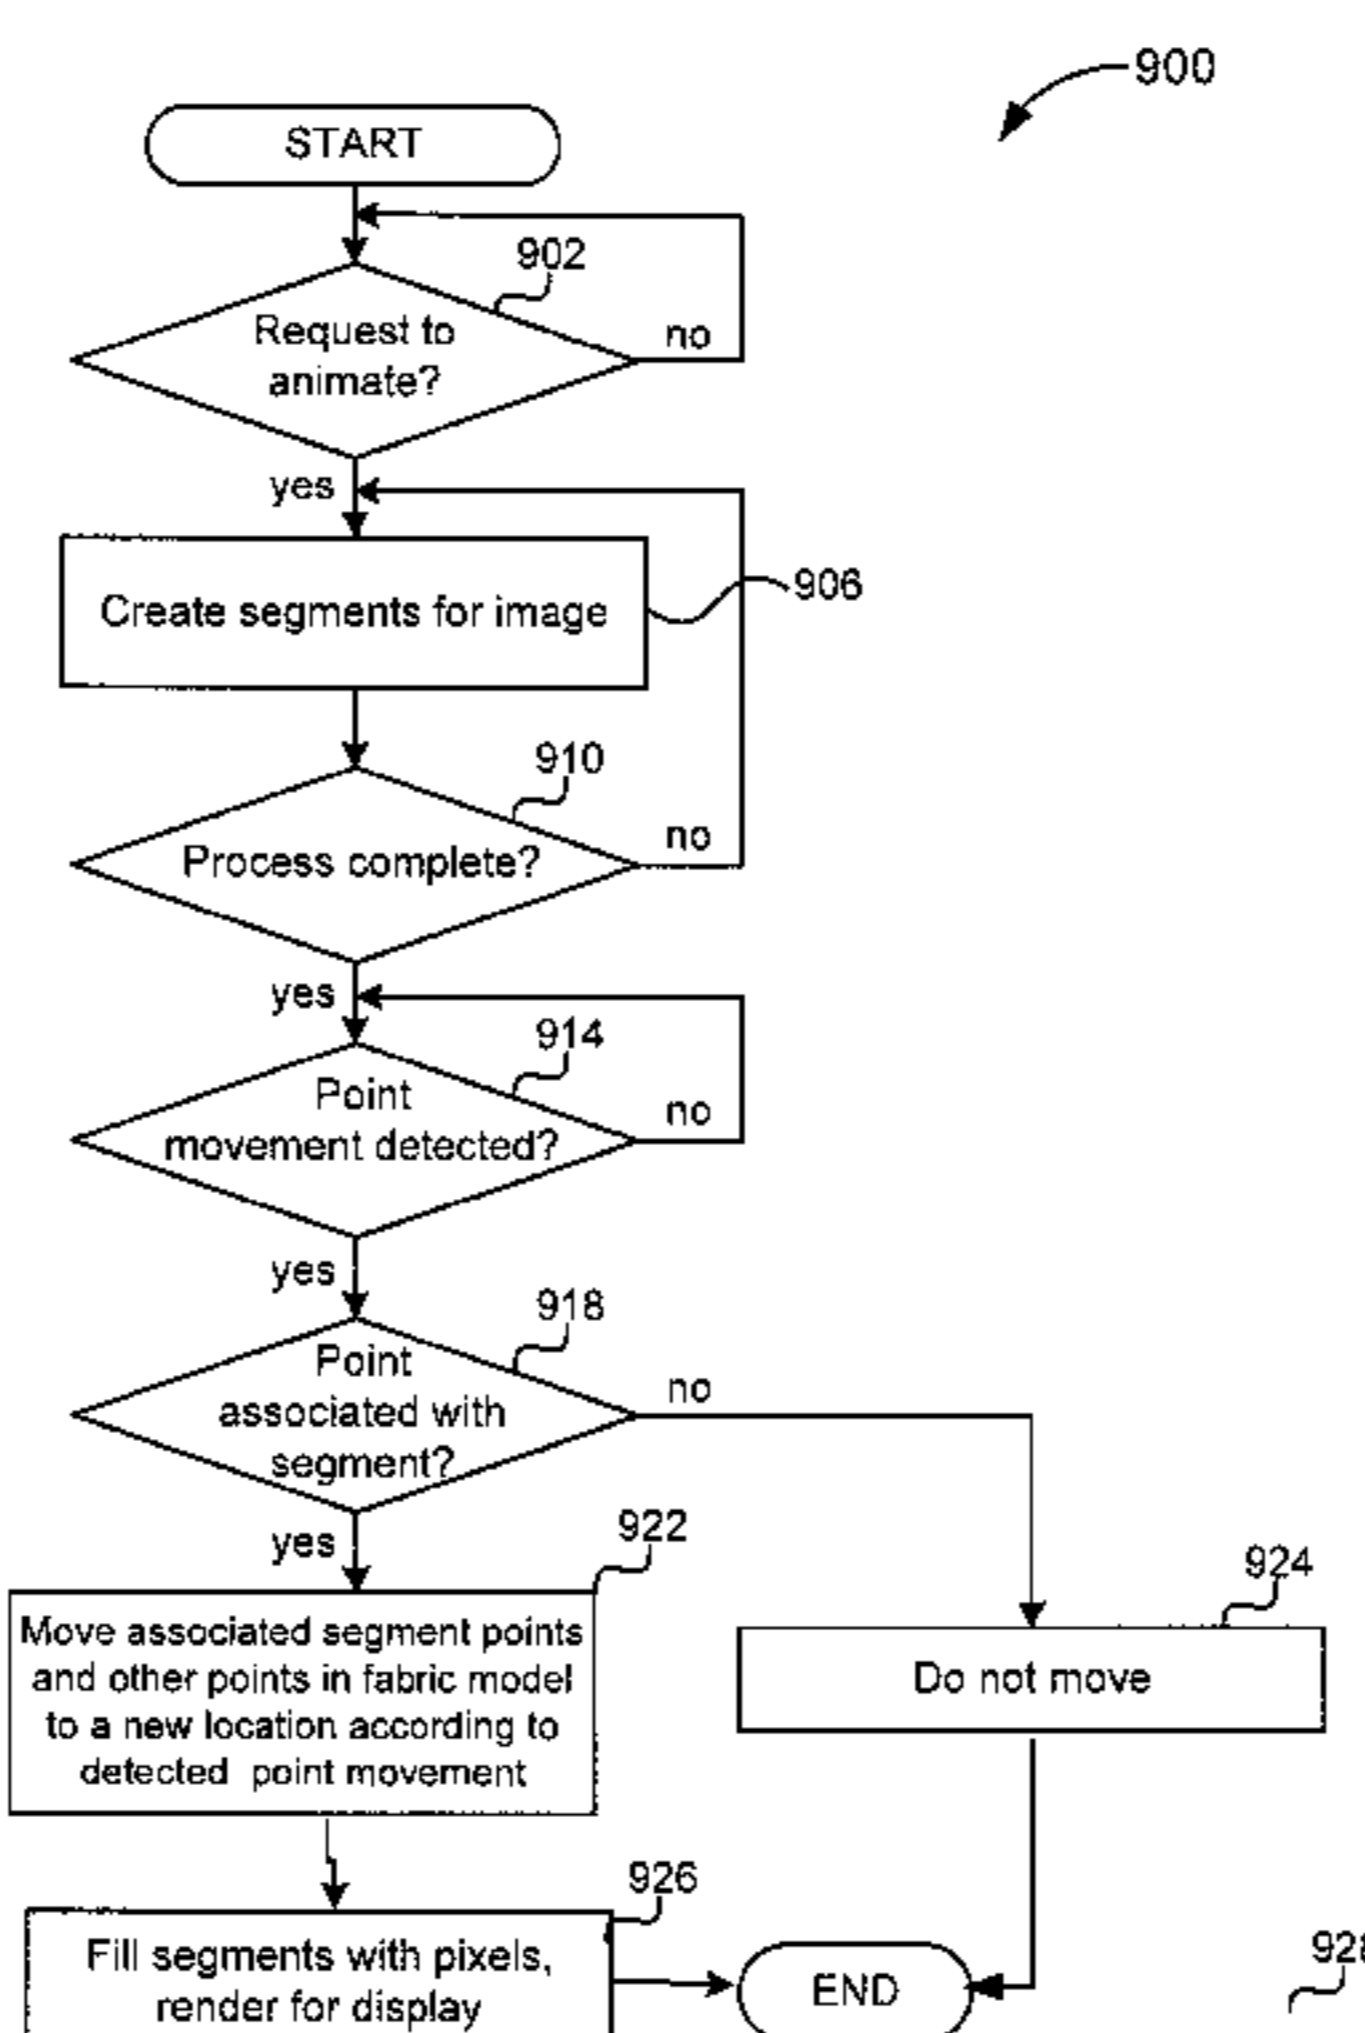 900
START
902
Request to
animate?
no
yes
Create segments for image
906
910
Process complete?
no
yes
914
Point
movement detected?
no
yes
918
Point
associated with
segment?
no
yes
922
Move associated segment points
and other points in fabric model
to a new location according to
detected point movement
924
Do not move
926
Fill segments with pixels,
render for display
END
928